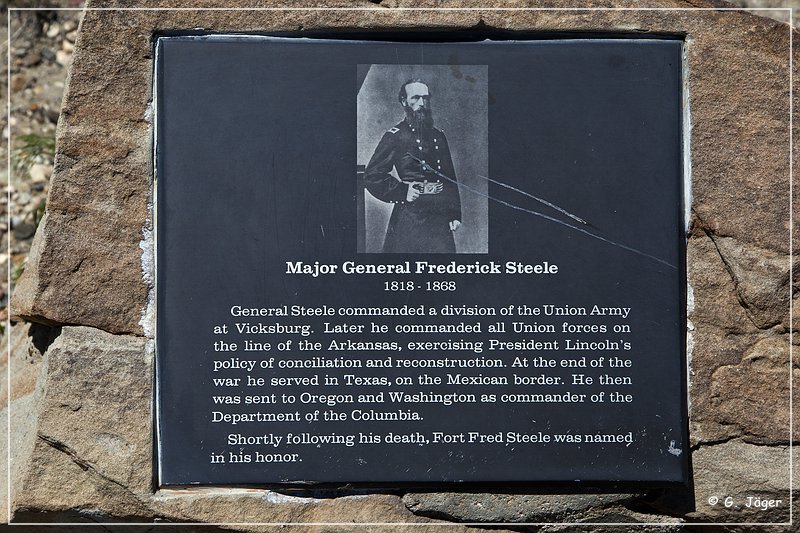 Major General Frederick Steele
1818 - 1868
General Steele commanded a division of the Union Army
at Vicksburg. Later he commanded all Union forces on
the line of the Arkansas, exercising President Lincoln's
policy of conciliation and reconstruction. At the end of the
war he served in Texas, on the Mexican border. He then
was sent to Oregon and Washington as commander of the
Department of the Columbia.
Shortly following his death, Fort Fred Steele was named
in his honor.
© G. Jäger